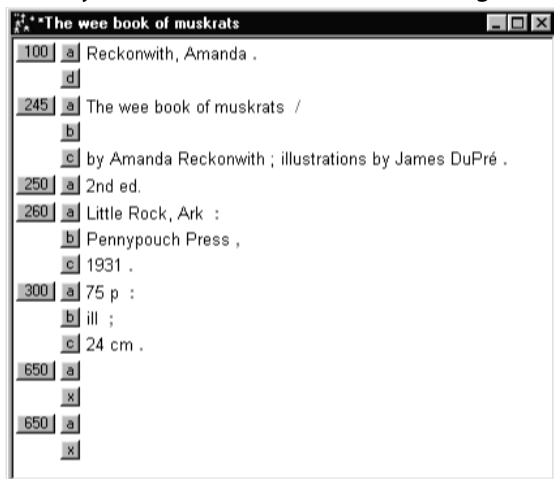 **The wee book of muskrats
100 a Reckonwith, Amanda .
d
245 a The wee book of muskrats /
b
c by Amanda Reckonwith ; illustrations by James DuPré .
250 a 2nd ed.
260 a Little Rock, Ark :
b Pennypouch Press ,
c 1931 .
300 a 75 p :
b ill ;
c 24 cm .
650 a
x
650 a
x